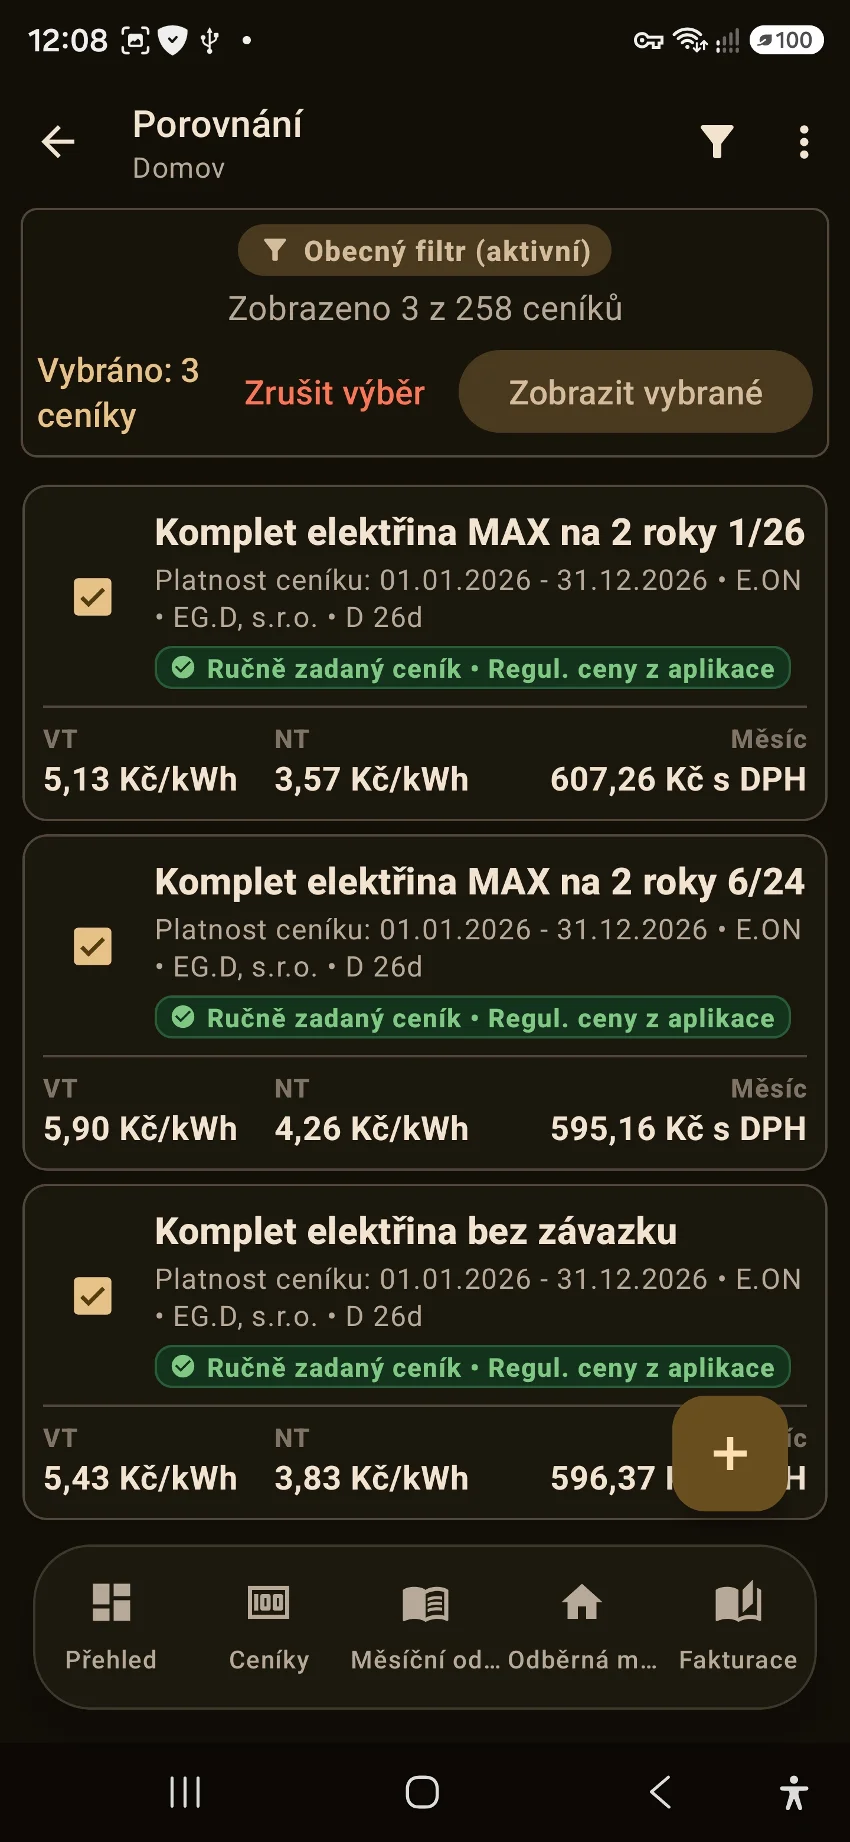 12:08
100
Porovnání
Domov
Obecný filtr (aktivní)
Zobrazeno 3 z 258 ceníků
Vybráno: 3
ceníky
Zrušit výběr
Zobrazit vybrané
Komplet elektřina MAX na 2 roky 1/26
Platnost ceníku: 01.01.2026 - 31.12.2026 • E.ON
• EG.D, s.r.o. • D 26d
Ručně zadaný ceník • Regul. ceny z aplikace
VT NT Měsíc
5,13 Kč/kWh 3,57 Kč/kWh 607,26 Kč s DPH
Komplet elektřina MAX na 2 roky 6/24
Platnost ceníku: 01.01.2026 - 31.12.2026 • E.ON
• EG.D, s.r.o. • D 26d
Ručně zadaný ceník • Regul. ceny z aplikace
VT NT Měsíc
5,90 Kč/kWh 4,26 Kč/kWh 595,16 Kč s DPH
Komplet elektřina bez závazku
Platnost ceníku: 01.01.2026 - 31.12.2026 • E.ON
• EG.D, s.r.o. • D 26d
Ručně zadaný ceník • Regul. ceny z aplikace
VT NT
5,43 Kč/kWh 3,83 Kč/kWh 596,37
Přehled Ceníky Měsíční od... Odběrná m... Fakturace